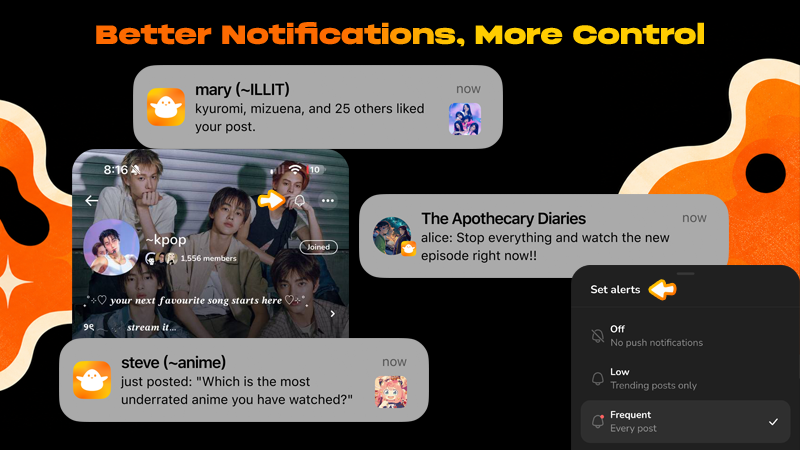 Better Notifications, More Control
mary (~ILLIT)
now
kyuromi, mizuena, and 25 others liked
your post.
8:16
10
~kpop
1,556 members
Joined
The Apothecary Diaries
now
alice: Stop everything and watch the new
episode right now!!
˚₊‧♡ your next favourite song starts here ♡‧₊˚
୨ৎ stream it...
Set alerts
Off
No push notifications
Low
Trending posts only
Frequent
Every post
steve (~anime)
now
just posted: "Which is the most
underrated anime you have watched?"